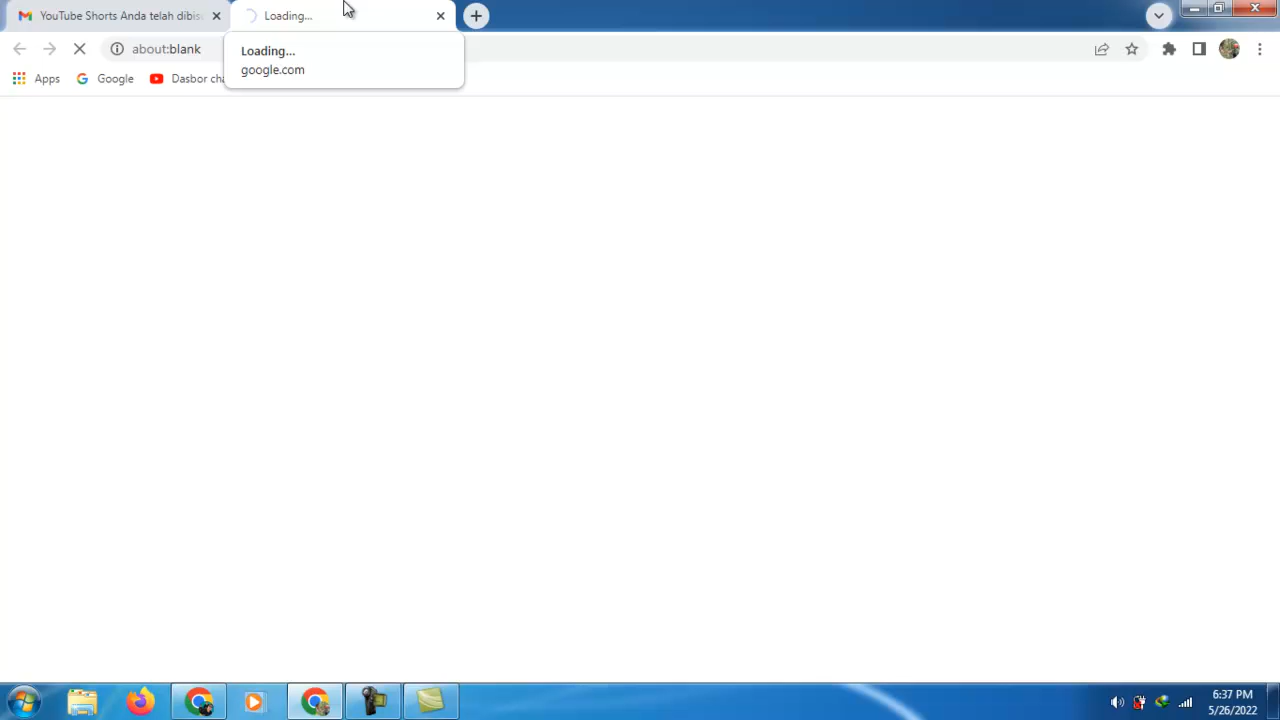 YouTube Shorts Anda telah dibis
Loading...
about:blank
Loading...
google.com
Apps
Google
Dasbor cha
6:37 PM
5/26/2022